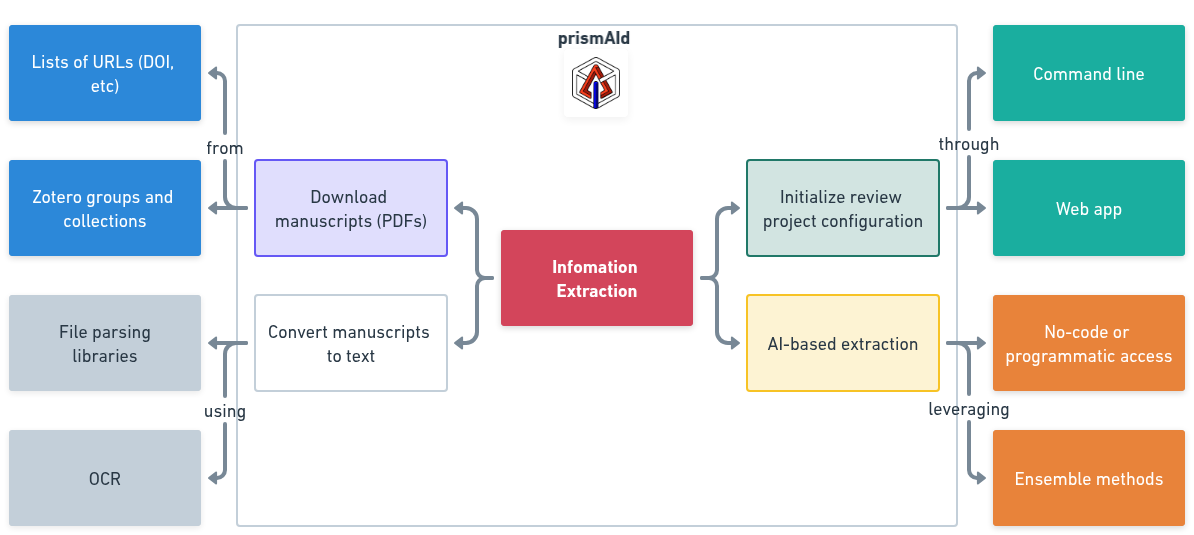 prismAId
Lists of URLs (DOI,
etc)
from
Zotero groups and
collections
Download
manuscripts (PDFs)
File parsing
libraries
Convert manuscripts
to text
using
OCR
Infomation
Extraction
Initialize review
project configuration
through
Command line
Web app
AI-based extraction
leveraging
No-code or
programmatic access
Ensemble methods